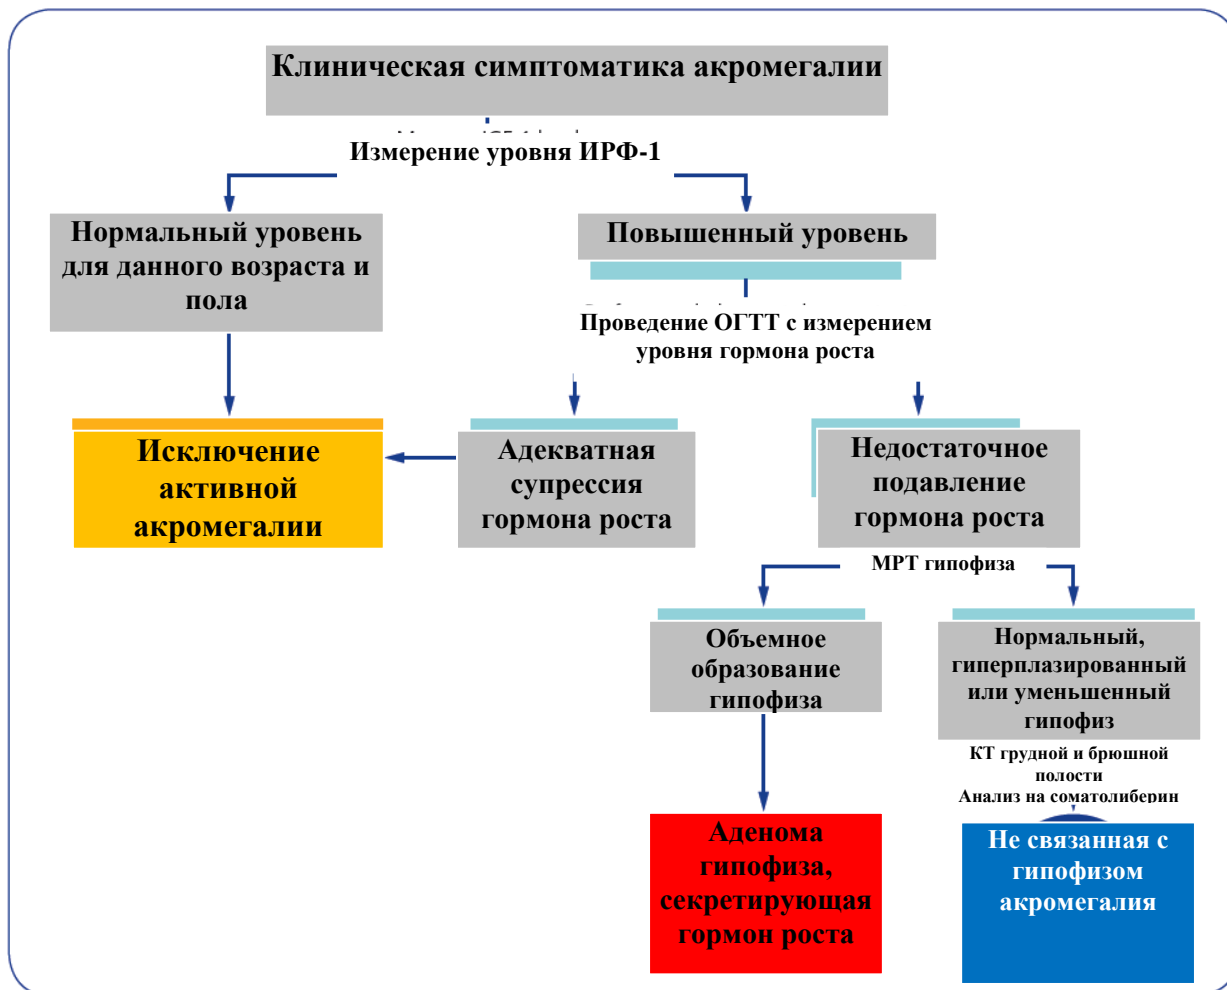 Клиническая симптоматика акромегалии
Измерение уровня ИРФ-1
Нормальный уровень
для данного возраста и
пола
Повышенный уровень
Проведение ОГТТ с измерением
уровня гормона роста
Исключение
активной
акромегалии
Адекватная
супрессия
гормона роста
Недостаточное
подавление
гормона роста
МРТ гипофиза
Объемное
образование
гипофиза
Нормальный,
гиперплазированный
или уменьшенный
гипофиз
КТ грудной и брюшной
полости
Анализ на соматолиберин
Аденома
гипофиза,
секретирующая
гормон роста
Не связанная с
гипофизом
акромегалия